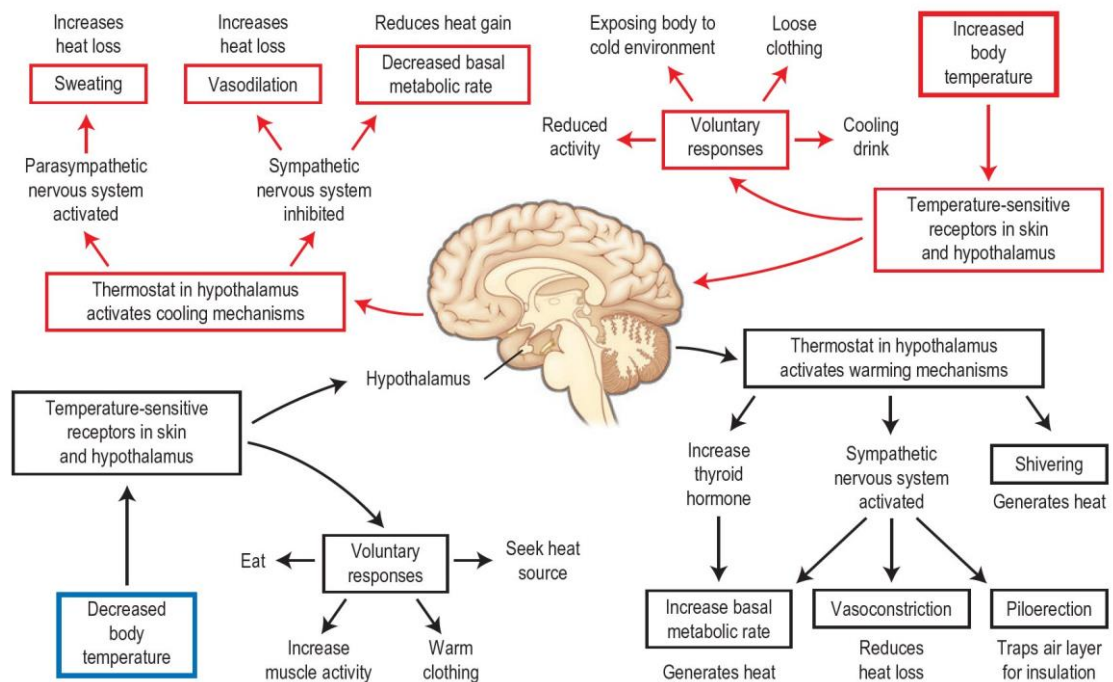 Increases
heat loss
Sweating
Parasympathetic
nervous system
activated
Increases
heat loss
Vasodilation
Sympathetic
nervous system
inhibited
Reduces heat gain
Decreased basal
metabolic rate
Thermostat in hypothalamus
activates cooling mechanisms
Exposing body to
cold environment
Loose
clothing
Reduced
activity
Voluntary
responses
Cooling
drink
Increased
body
temperature
Temperature-sensitive
receptors in skin
and hypothalamus
Hypothalamus
Temperature-sensitive
receptors in skin
and hypothalamus
Decreased
body
temperature
Eat
Voluntary
responses
Seek heat
source
Increase
muscle activity
Warm
clothing
Thermostat in hypothalamus
activates warming mechanisms
Increase
thyroid
hormone
Sympathetic
nervous system
activated
Shivering
Generates heat
Increase basal
metabolic rate
Generates heat
Vasoconstriction
Reduces
heat loss
Piloerection
Traps air layer
for insulation